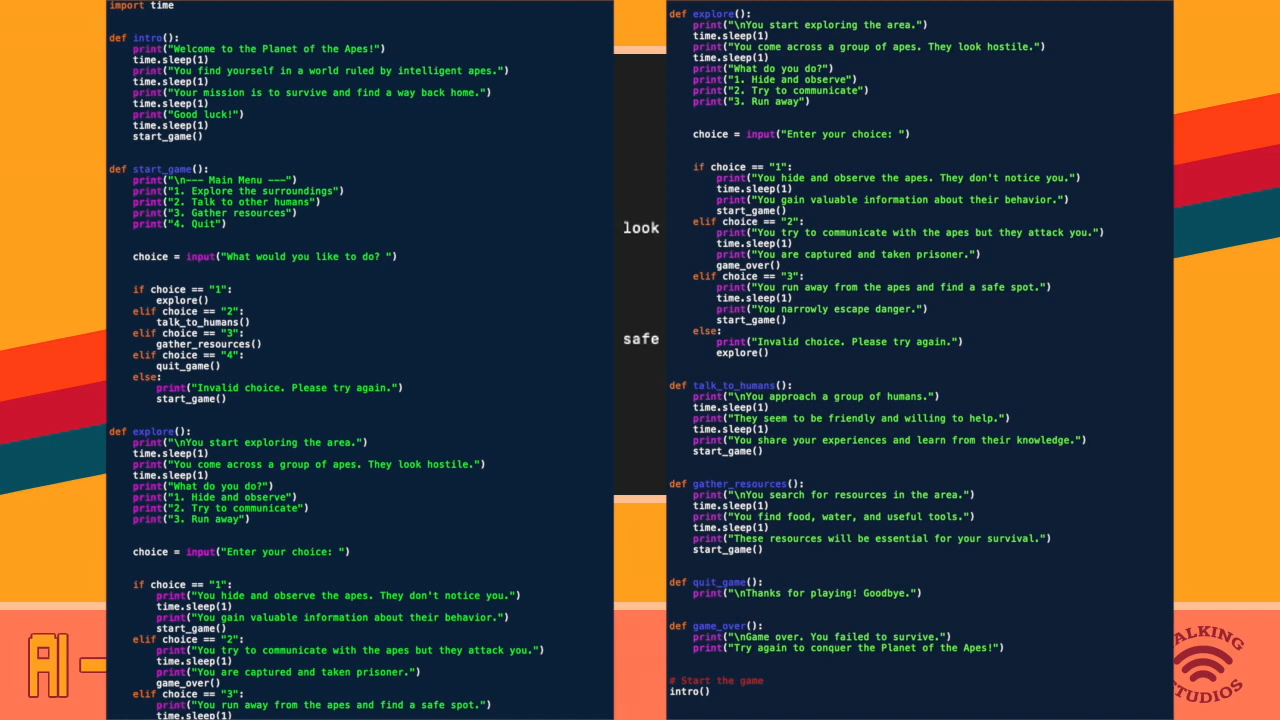 import time
def intro():
print("Welcome to the Planet of the Apes!")
time.sleep(1)
print("You find yourself in a world ruled by intelligent apes.")
time.sleep(1)
print("Your mission is to survive and find a way back home.")
time.sleep(1)
print("Good luck!")
time.sleep(1)
start_game()
def start_game():
print("\n--- Main Menu ---")
print("1. Explore the surroundings")
print("2. Talk to other humans")
print("3. Gather resources")
print("4. Quit")
choice = input("What would you like to do? ")
if choice == "1":
explore()
elif choice == "2":
talk_to_humans()
elif choice == "3":
gather_resources()
elif choice == "4":
quit_game()
else:
print("Invalid choice. Please try again.")
start_game()
def explore():
print("\nYou start exploring the area.")
time.sleep(1)
print("You come across a group of apes. They look hostile.")
time.sleep(1)
print("What do you do?")
print("1. Hide and observe")
print("2. Try to communicate")
print("3. Run away")
choice = input("Enter your choice: ")
if choice == "1":
print("You hide and observe the apes. They don't notice you.")
time.sleep(1)
print("You gain valuable information about their behavior.")
start_game()
elif choice == "2":
print("You try to communicate with the apes but they attack you.")
time.sleep(1)
print("You are captured and taken prisoner.")
game_over()
elif choice == "3":
print("You run away from the apes and find a safe spot.")
time.sleep(1)
look
safe
def explore():
print("\nYou start exploring the area.")
time.sleep(1)
print("You come across a group of apes. They look hostile.")
time.sleep(1)
print("What do you do?")
print("1. Hide and observe")
print("2. Try to communicate")
print("3. Run away")
choice = input("Enter your choice: ")
if choice == "1":
print("You hide and observe the apes. They don't notice you.")
time.sleep(1)
print("You gain valuable information about their behavior.")
start_game()
elif choice == "2":
print("You try to communicate with the apes but they attack you.")
time.sleep(1)
print("You are captured and taken prisoner.")
game_over()
elif choice == "3":
print("You run away from the apes and find a safe spot.")
time.sleep(1)
print("You narrowly escape danger.")
start_game()
else:
print("Invalid choice. Please try again.")
explore()
def talk_to_humans():
print("\nYou approach a group of humans.")
time.sleep(1)
print("They seem to be friendly and willing to help.")
time.sleep(1)
print("You share your experiences and learn from their knowledge.")
start_game()
def gather_resources():
print("\nYou search for resources in the area.")
time.sleep(1)
print("You find food, water, and useful tools.")
time.sleep(1)
print("These resources will be essential for your survival.")
start_game()
def quit_game():
print("\nThanks for playing! Goodbye.")
def game_over():
print("\nGame over. You failed to survive.")
print("Try again to conquer the Planet of the Apes!")
# Start the game
intro()
AI-
ALKING
STUDIOS